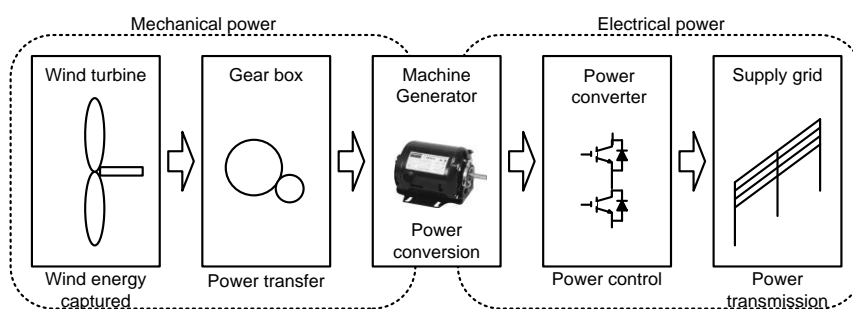 Mechanical power
Electrical power
Wind turbine
Gear box
Machine
Generator
Power
converter
Supply grid
Power
conversion
Wind energy
captured
Power transfer
Power control
Power
transmission